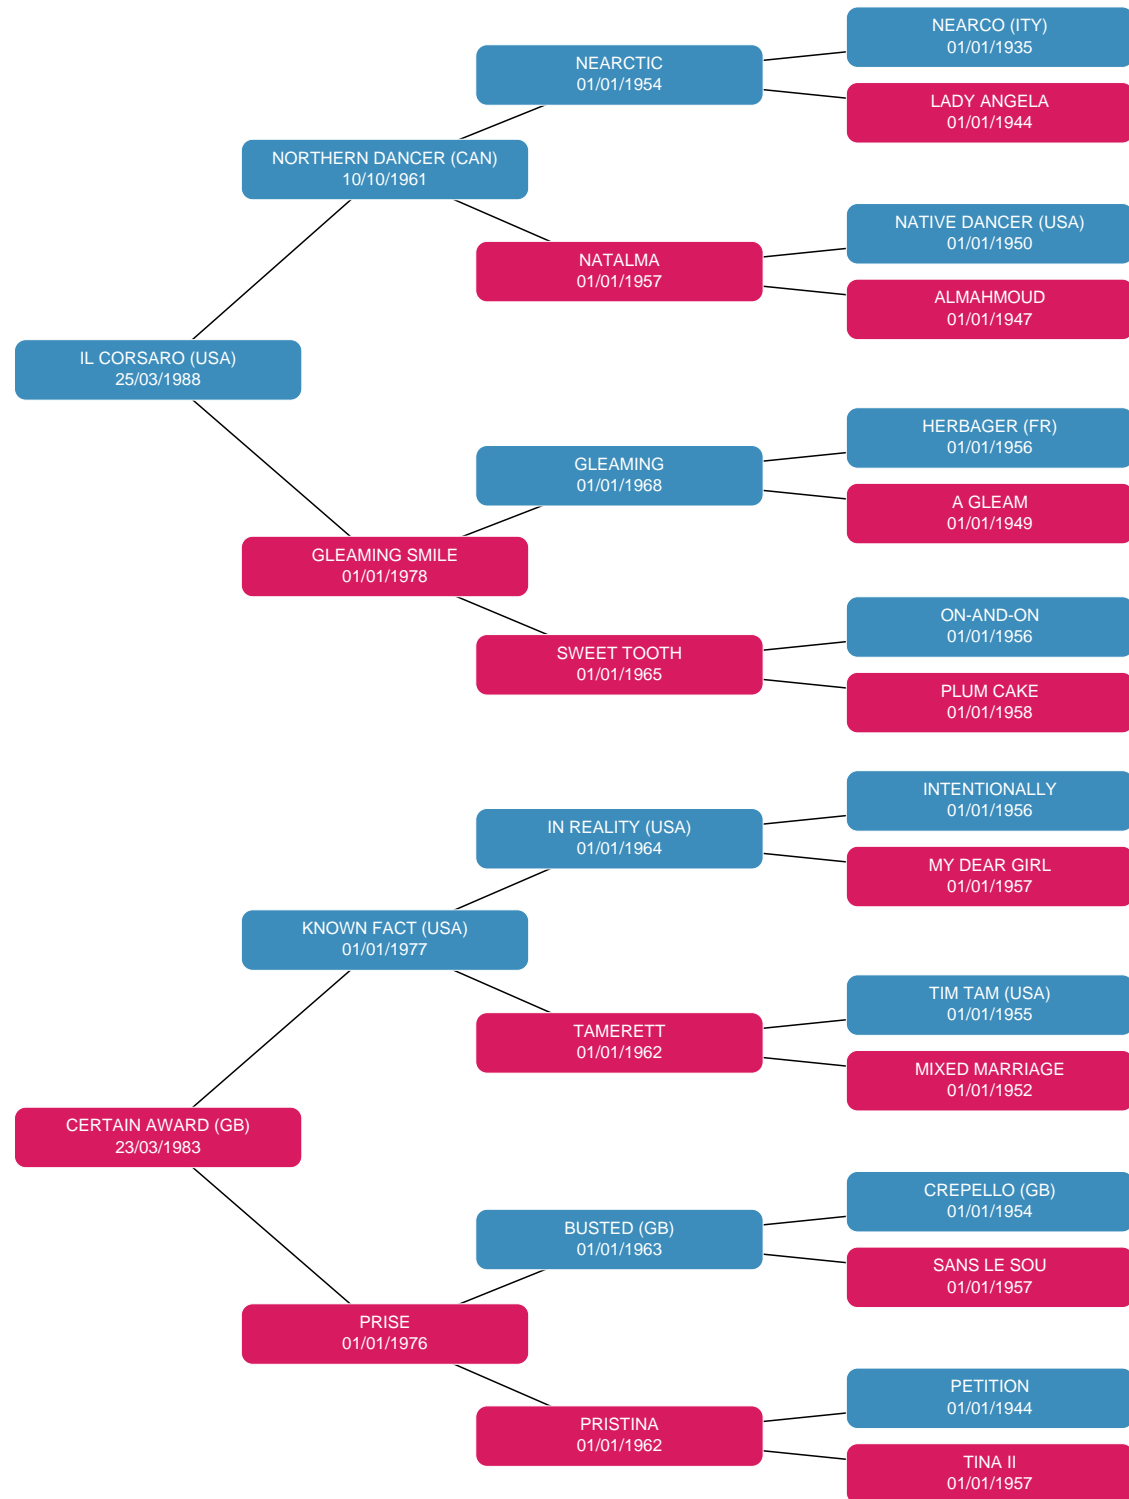 NEARCO (ITY)
01/01/1935
NEARCTIC
01/01/1954
LADY ANGELA
01/01/1944
NORTHERN DANCER (CAN)
10/10/1961
NATIVE DANCER (USA)
01/01/1950
NATALMA
01/01/1957
ALMAHMOUD
01/01/1947
IL CORSARO (USA)
25/03/1988
HERBAGER (FR)
01/01/1956
GLEAMING
01/01/1968
A GLEAM
01/01/1949
GLEAMING SMILE
01/01/1978
ON-AND-ON
01/01/1956
SWEET TOOTH
01/01/1965
PLUM CAKE
01/01/1958
INTENTIONALLY
01/01/1956
IN REALITY (USA)
01/01/1964
MY DEAR GIRL
01/01/1957
KNOWN FACT (USA)
01/01/1977
TIM TAM (USA)
01/01/1955
TAMERETT
01/01/1962
MIXED MARRIAGE
01/01/1952
CERTAIN AWARD (GB)
23/03/1983
CREPELLO (GB)
01/01/1954
BUSTED (GB)
01/01/1963
SANS LE SOU
01/01/1957
PRISE
01/01/1976
PETITION
01/01/1944
PRISTINA
01/01/1962
TINA II
01/01/1957